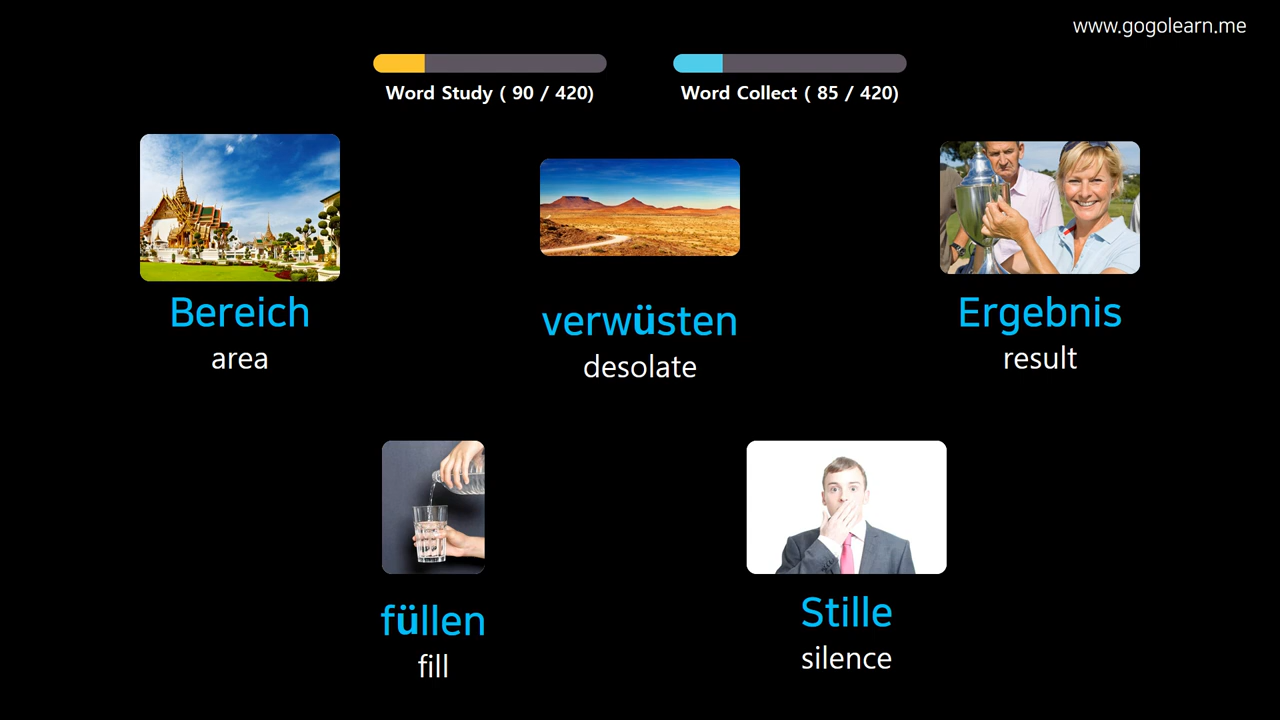 www.gogolearn.me
Word Study ( 90 / 420)
Word Collect ( 85 / 420)
Bereich
area
verwüsten
desolate
Ergebnis
result
füllen
fill
Stille
silence